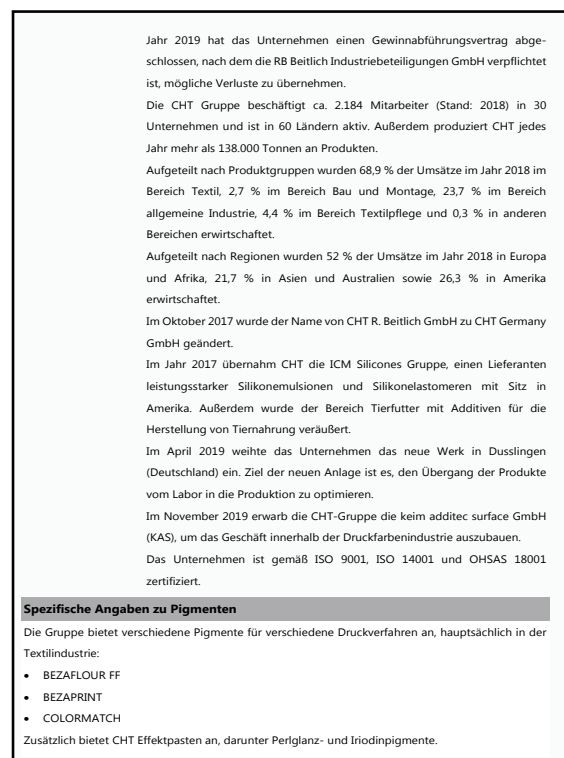 Jahr 2019 hat das Unternehmen einen Gewinnabführungsvertrag abge-
schlossen, nach dem die RB Beitlich Industriebeteiligungen GmbH verpflichtet
ist, mögliche Verluste zu übernehmen.
Die CHT Gruppe beschäftigt ca. 2.184 Mitarbeiter (Stand: 2018) in 30
Unternehmen und ist in 60 Ländern aktiv. Außerdem produziert CHT jedes
Jahr mehr als 138.000 Tonnen an Produkten.
Aufgeteilt nach Produktgruppen wurden 68,9 % der Umsätze im Jahr 2018 im
Bereich Textil, 2,7 % im Bereich Bau und Montage, 23,7 % im Bereich
allgemeine Industrie, 4,4 % im Bereich Textilpflege und 0,3 % in anderen
Bereichen erwirtschaftet.
Aufgeteilt nach Regionen wurden 52 % der Umsätze im Jahr 2018 in Europa
und Afrika, 21,7 % in Asien und Australien sowie 26,3 % in Amerika
erwirtschaftet.
Im Oktober 2017 wurde der Name von CHT R. Beitlich GmbH zu CHT Germany
GmbH geändert.
Im Jahr 2017 übernahm CHT die ICM Silicones Gruppe, einen Lieferanten
leistungsstarker Silikonemulsionen und Silikonelastomeren mit Sitz in
Amerika. Außerdem wurde der Bereich Tierfutter mit Additiven für die
Herstellung von Tiernahrung veräußert.
Im April 2019 weihte das Unternehmen das neue Werk in Dusslingen
(Deutschland) ein. Ziel der neuen Anlage ist es, den Übergang der Produkte
vom Labor in die Produktion zu optimieren.
Im November 2019 erwarb die CHT-Gruppe die keim additec surface GmbH
(KAS), um das Geschäft innerhalb der Druckfarbenindustrie auszubauen.
Das Unternehmen ist gemäß ISO 9001, ISO 14001 und OHSAS 18001
zertifiziert.
Spezifische Angaben zu Pigmenten
Die Gruppe bietet verschiedene Pigmente für verschiedene Druckverfahren an, hauptsächlich in der
Textilindustrie:
• BEZAFLOUR FF
• BEZAPRINT
• COLORMATCH
Zusätzlich bietet CHT Effektpasten an, darunter Perlglanz- und Iriodinpigmente.